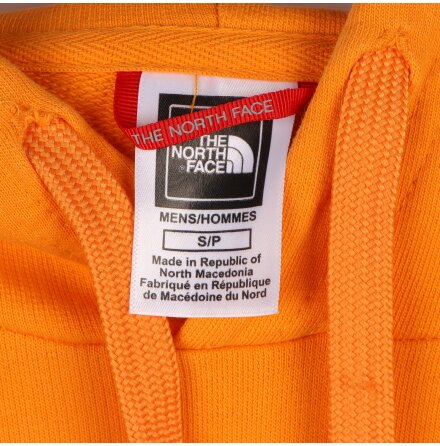 THE NORTH FACE
THE
NORTH
FACE
MENS/HOMMES
S/P
Made in Republic of
North Macedonia
Fabriqué en République
de Macédoine du Nord